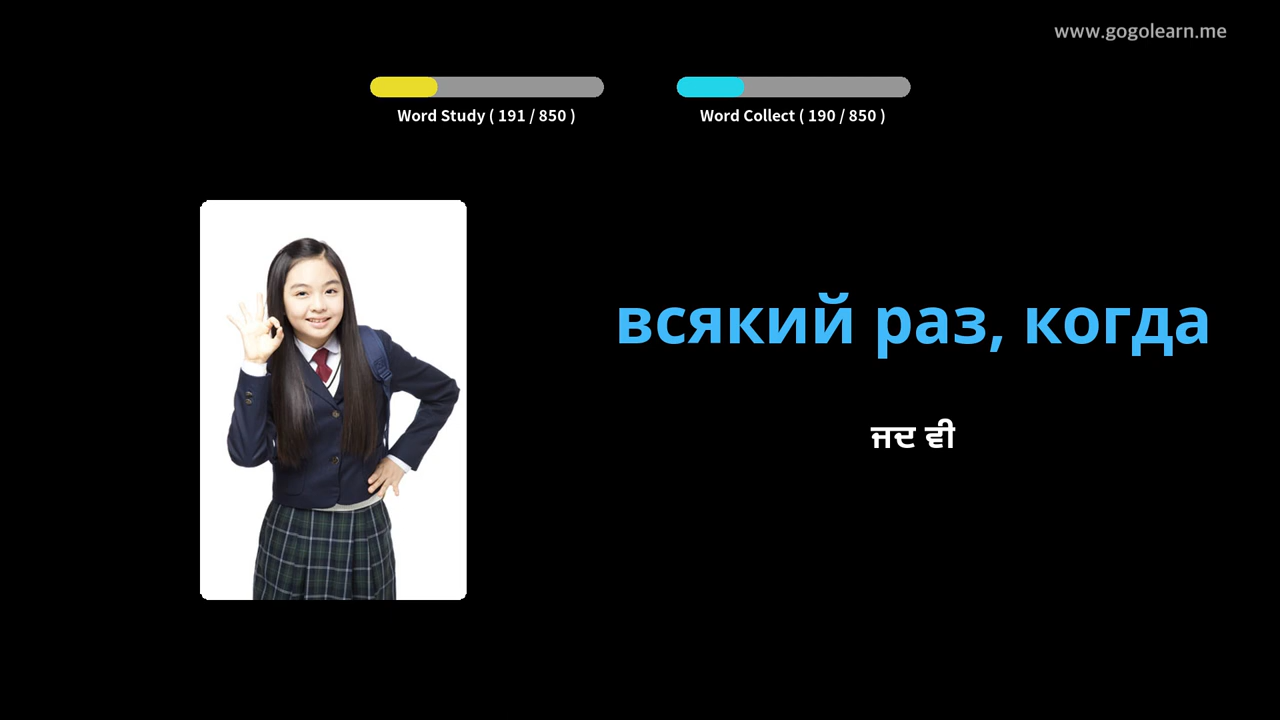 www.gogolearn.me
Word Study ( 191 / 850 )
Word Collect ( 190 / 850 )
всякий раз, когда
ਜਦ ਵੀ